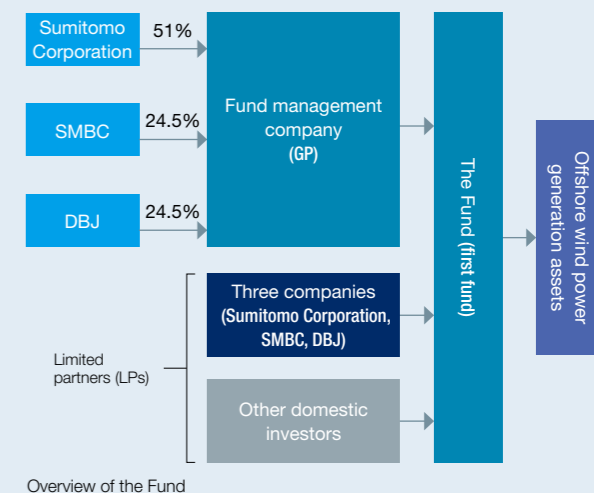 Sumitomo
Corporation
51%
SMBC
24.5%
DBJ
24.5%
Fund management
company
(GP)
Three companies
(Sumitomo Corporation,
SMBC, DBJ)
Limited
partners (LPs)
Other domestic
investors
The Fund (first fund)
Offshore wind power
generation assets
Overview of the Fund